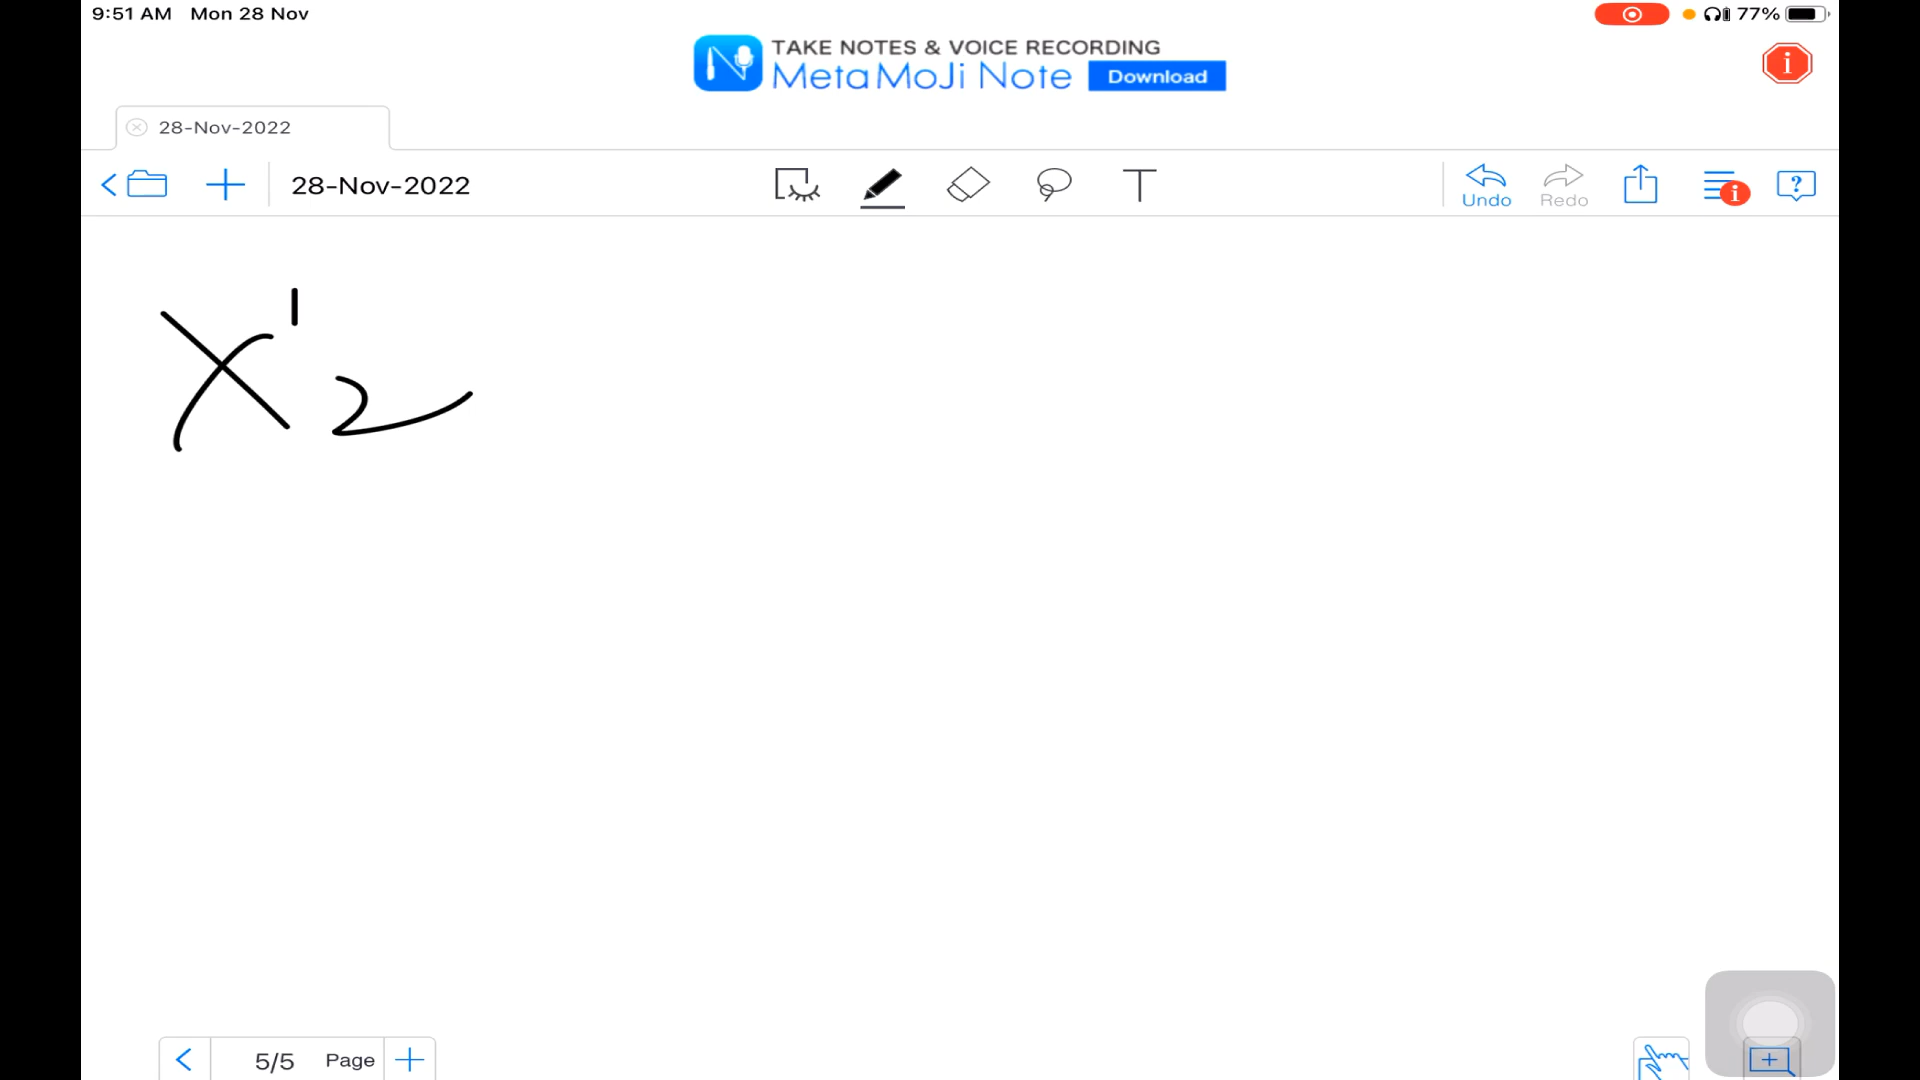 9:51 AM Mon 28 Nov 77%
TAKE NOTES & VOICE RECORDING
MetaMoJi Note Download
28-Nov-2022
28-Nov-2022 T Undo Redo
X'2
5/5 Page